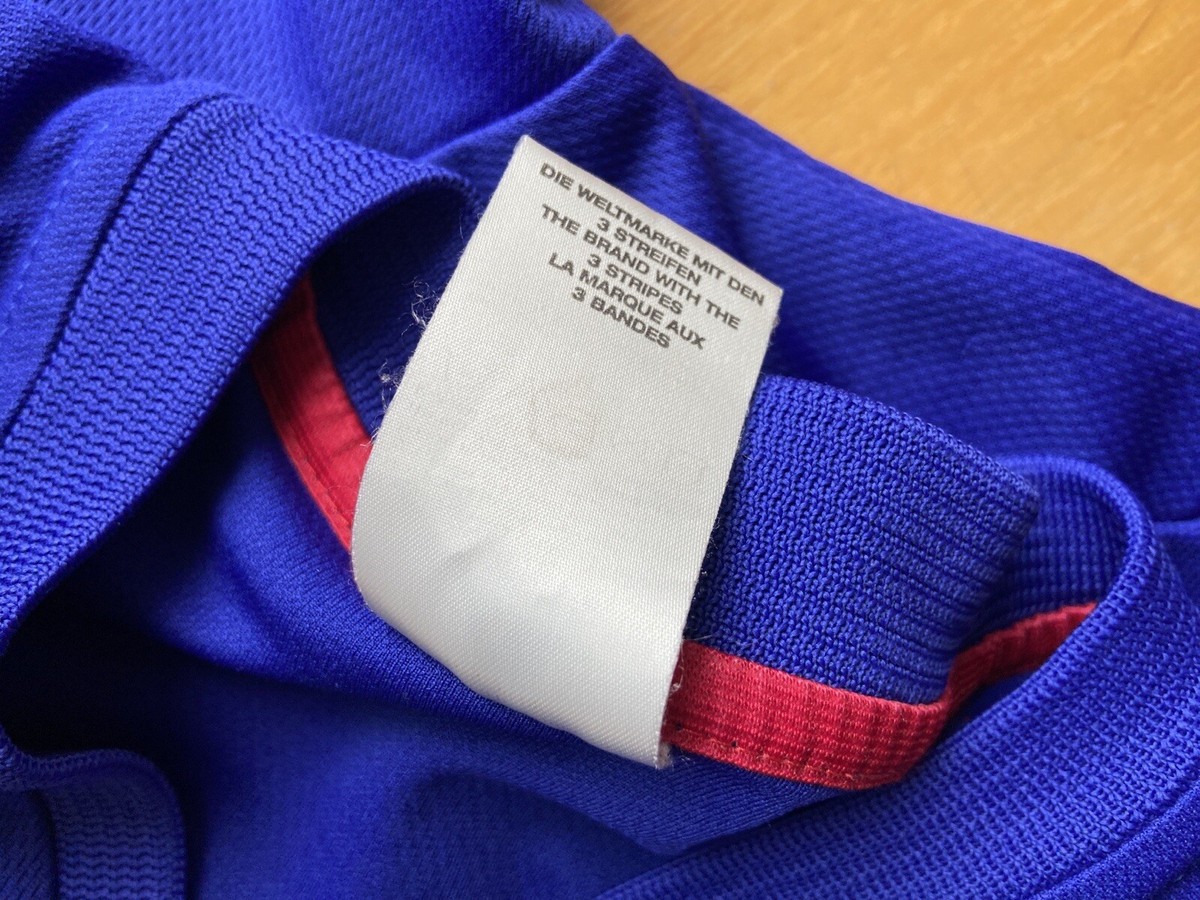 DIE WELTMARKE MIT DEN
3 STREIFEN
THE BRAND WITH THE
3 STRIPES
LA MARQUE AUX
3 BANDES